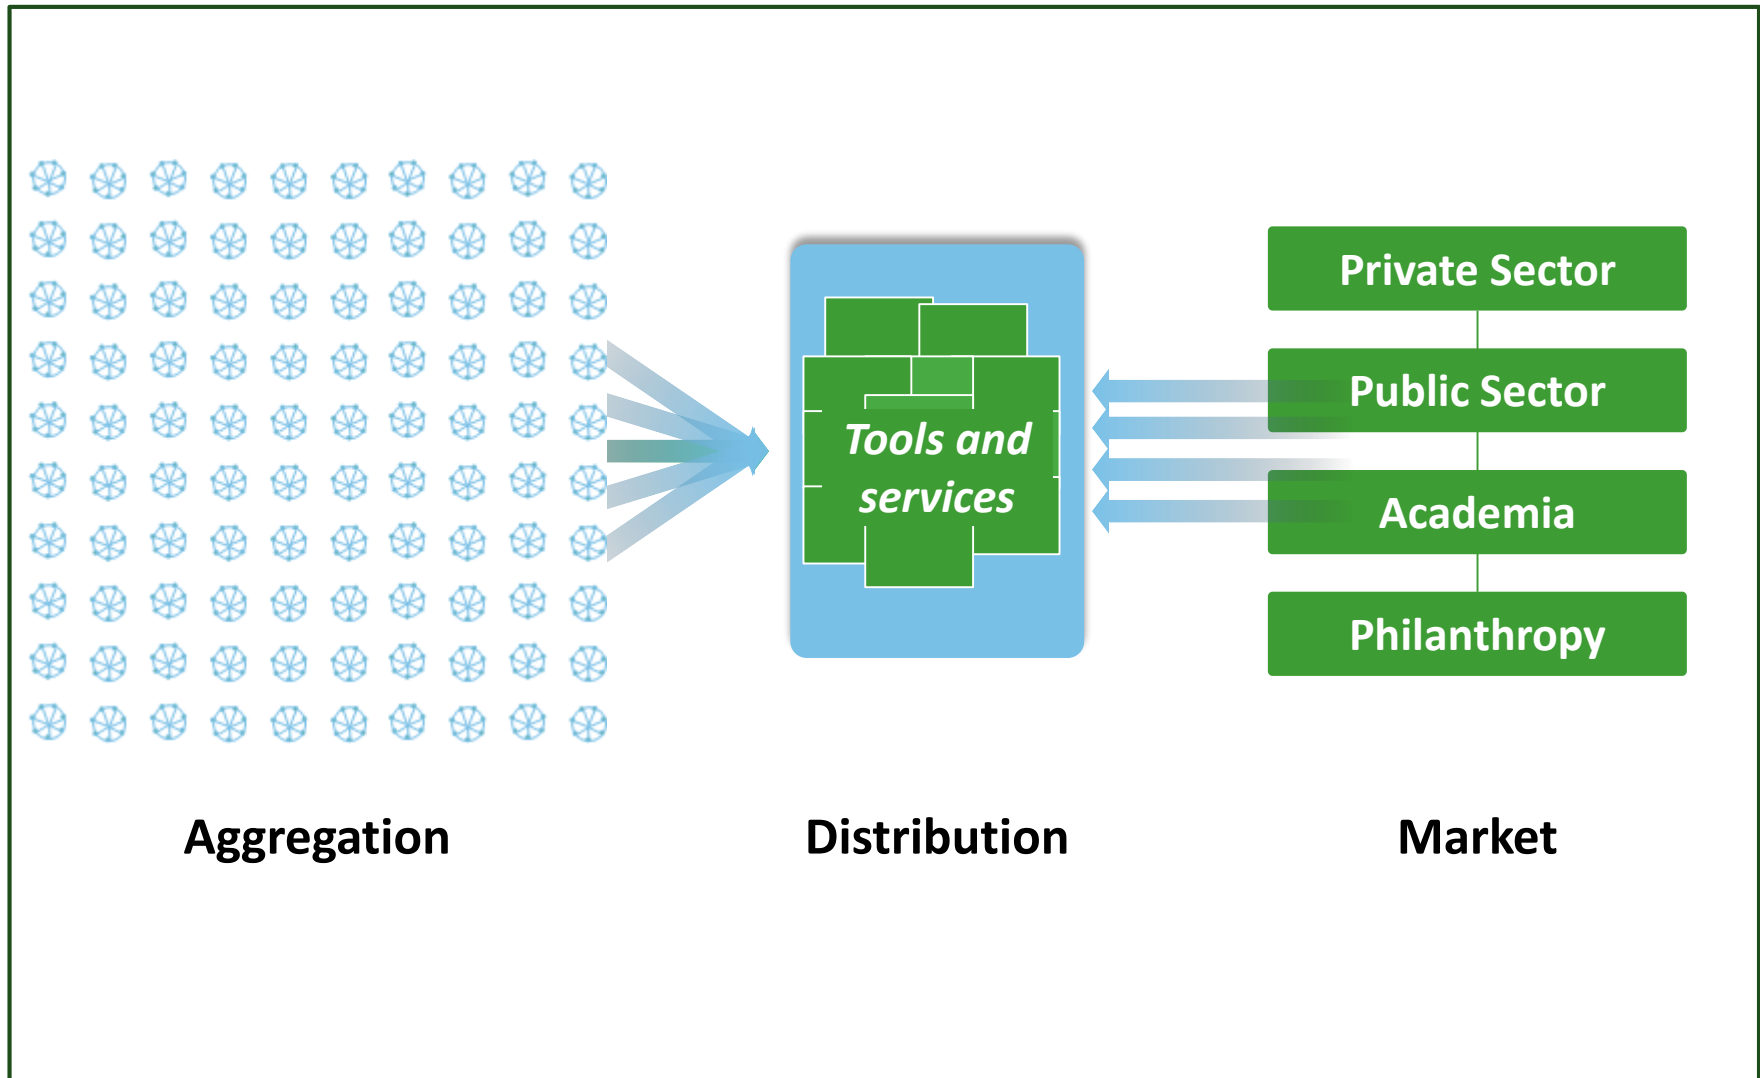 Private Sector
Public Sector
Tools and
services
Academia
Philanthropy
Aggregation
Distribution
Market